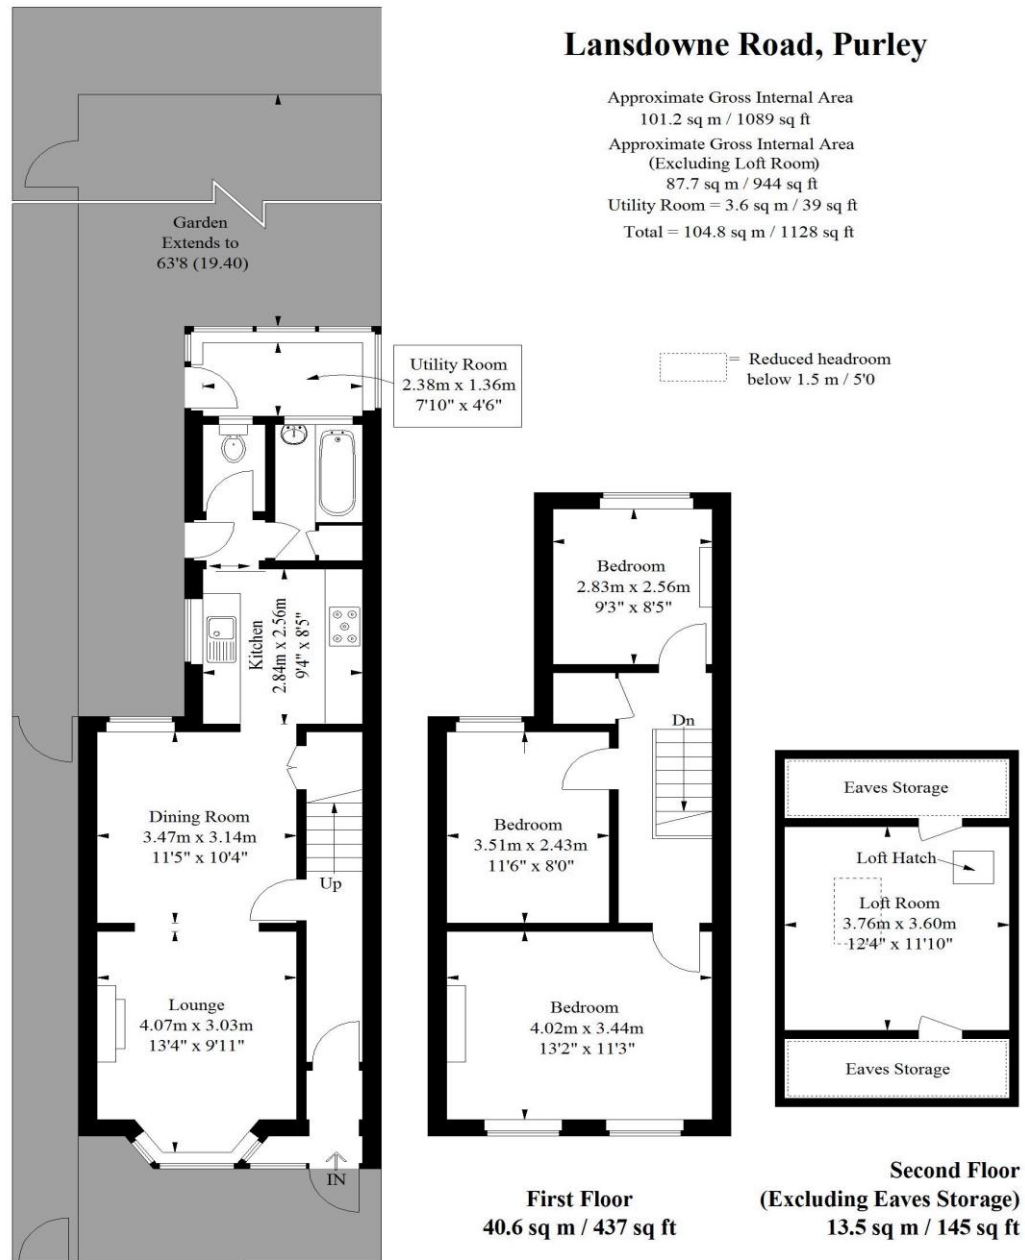 Lansdowne Road, Purley
Approximate Gross Internal Area
101.2 sq m / 1089 sq ft
Approximate Gross Internal Area
(Excluding Loft Room)
87.7 sq m / 944 sq ft
Utility Room = 3.6 sq m / 39 sq ft
Total = 104.8 sq m / 1128 sq ft
= Reduced headroom
below 1.5 m / 5'0
Garden
Extends to
63'8 (19.40)
Utility Room
2.38m x 1.36m
7'10" x 4'6"
Kitchen
2.84m x 2.56m
9'4" x 8'5"
Dining Room
3.47m x 3.14m
11'5" x 10'4"
Up
Lounge
4.07m x 3.03m
13'4" x 9'11"
IN
Bedroom
2.83m x 2.56m
9'3" x 8'5"
Dn
Bedroom
3.51m x 2.43m
11'6" x 8'0"
Bedroom
4.02m x 3.44m
13'2" x 11'3"
First Floor
40.6 sq m / 437 sq ft
Eaves Storage
Loft Hatch
Loft Room
3.76m x 3.60m
12'4" x 11'10"
Eaves Storage
Second Floor
(Excluding Eaves Storage)
13.5 sq m / 145 sq ft